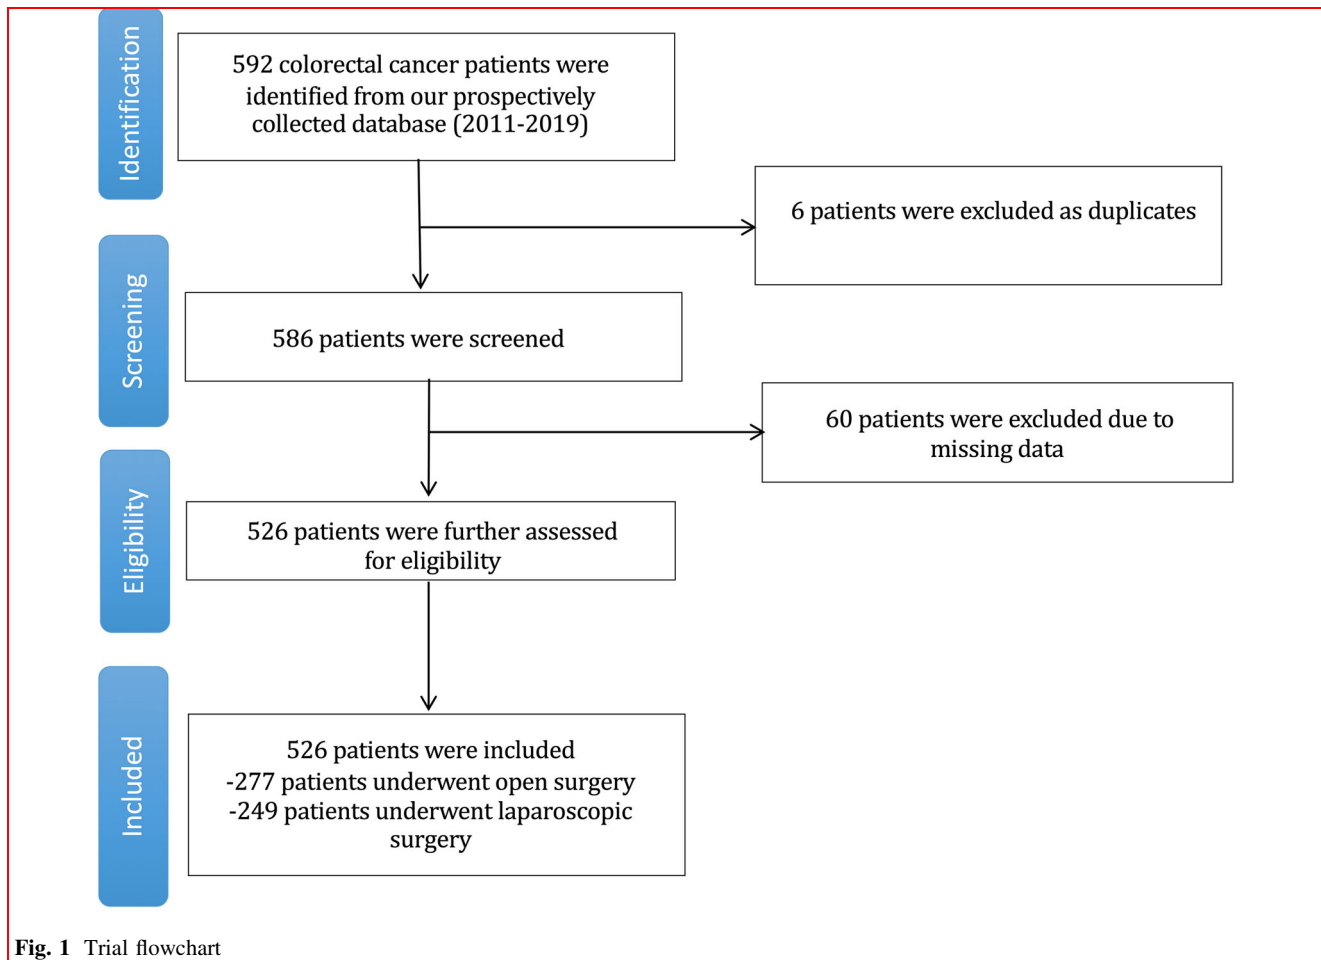 Identification
592 colorectal cancer patients were
identified from our prospectively
collected database (2011-2019)
6 patients were excluded as duplicates
Screening
586 patients were screened
60 patients were excluded due to
missing data
Eligibility
526 patients were further assessed
for eligibility
Included
526 patients were included
-277 patients underwent open surgery
-249 patients underwent laparoscopic
surgery
Fig. 1 Trial flowchart